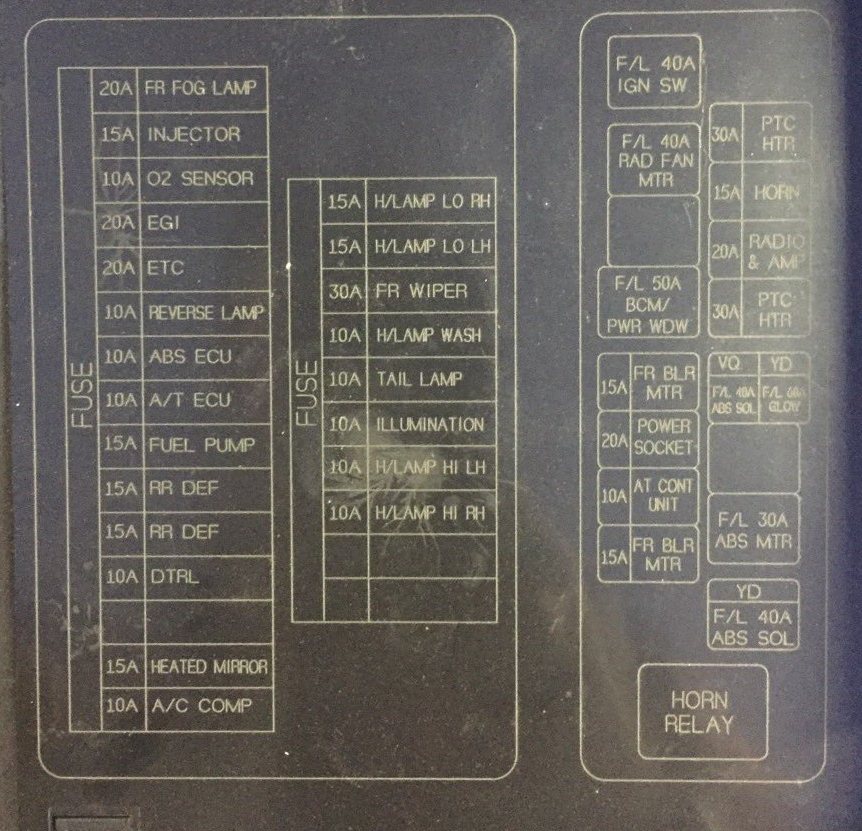 FUSE
20A FR FOG LAMP
15A INJECTOR
10A O2 SENSOR
20A EGI
20A ETC
10A REVERSE LAMP
10A ABS ECU
10A A/T ECU
15A FUEL PUMP
15A RR DEF
15A RR DEF
10A DTRL
15A HEATED MIRROR
10A A/C COMP
FUSE
15A H/LAMP LO RH
15A H/LAMP LO LH
30A FR WIPER
10A H/LAMP WASH
10A TAIL LAMP
10A ILLUMINATION
10A H/LAMP HI LH
10A H/LAMP HI RH
F/L 40A
IGN SW
F/L 40A
RAD FAN
MTR
F/L 50A
BCM/
PWR WDW
30A PTC
HTR
15A HORN
20A RADIO
& AMP
30A PTC
HTR
15A FR BLR
MTR
20A POWER
SOCKET
10A AT CONT
UNIT
15A FR BLR
MTR
VQ YD
F/L 40A F/L 60A
ABS SOL GLOW
F/L 30A
ABS MTR
YD
F/L 40A
ABS SOL
HORN
RELAY